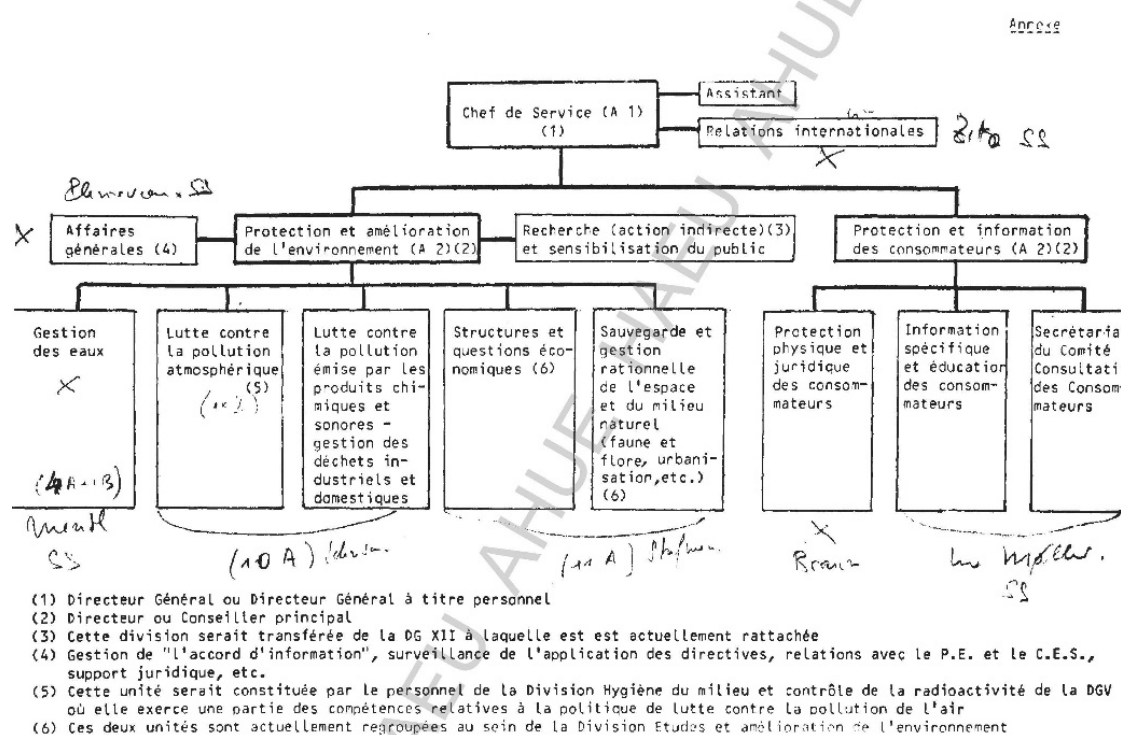 Annexe
Assistant
Chef de Service (A 1)
(1)
Relations internationales
SS
X
X
Affaires
générales (4)
Protection et amélioration
de l'environnement (A 2)(2)
Recherche (action indirecte)(3)
et sensibilisation du public
Protection et information
des consommateurs (A 2)(2)
Gestion
des eaux
X
(4A+1B)
SS
Lutte contre
la pollution
atmosphérique
(5)
Lutte contre
la pollution
émise par les
produits chi-
miques et
sonores -
gestion des
déchets in-
dustriels et
domestiques
(10 A)
Structures et
questions éco-
nomiques (6)
Sauvegarde et
gestion
rationnelle
de l'espace
et du milieu
naturel
(faune et
flore, urbani-
sation,etc.)
(6)
(11 A)
Protection
physique et
juridique
des consom-
mateurs
X
Information
spécifique
et éducation
des consom-
mateurs
Secrétaria
du Comité
Consultati
des Consom
mateurs
SS
(1) Directeur Général ou Directeur Général à titre personnel
(2) Directeur ou Conseiller principal
(3) Cette division serait transférée de la DG XII à laquelle est est actuellement rattachée
(4) Gestion de "l'accord d'information", surveillance de l'application des directives, relations avec le P.E. et le C.E.S.,
support juridique, etc.
(5) Cette unité serait constituée par le personnel de la Division Hygiène du milieu et contrôle de la radioactivité de la DGV
où elle exerce une partie des compétences relatives à la politique de lutte contre la pollution de l'air
(6) Ces deux unités sont actuellement regroupées au sein de la Division Etudes et amélioration de l'environnement
AHUE HAEU AHUE
HAEU AHUE HAEU